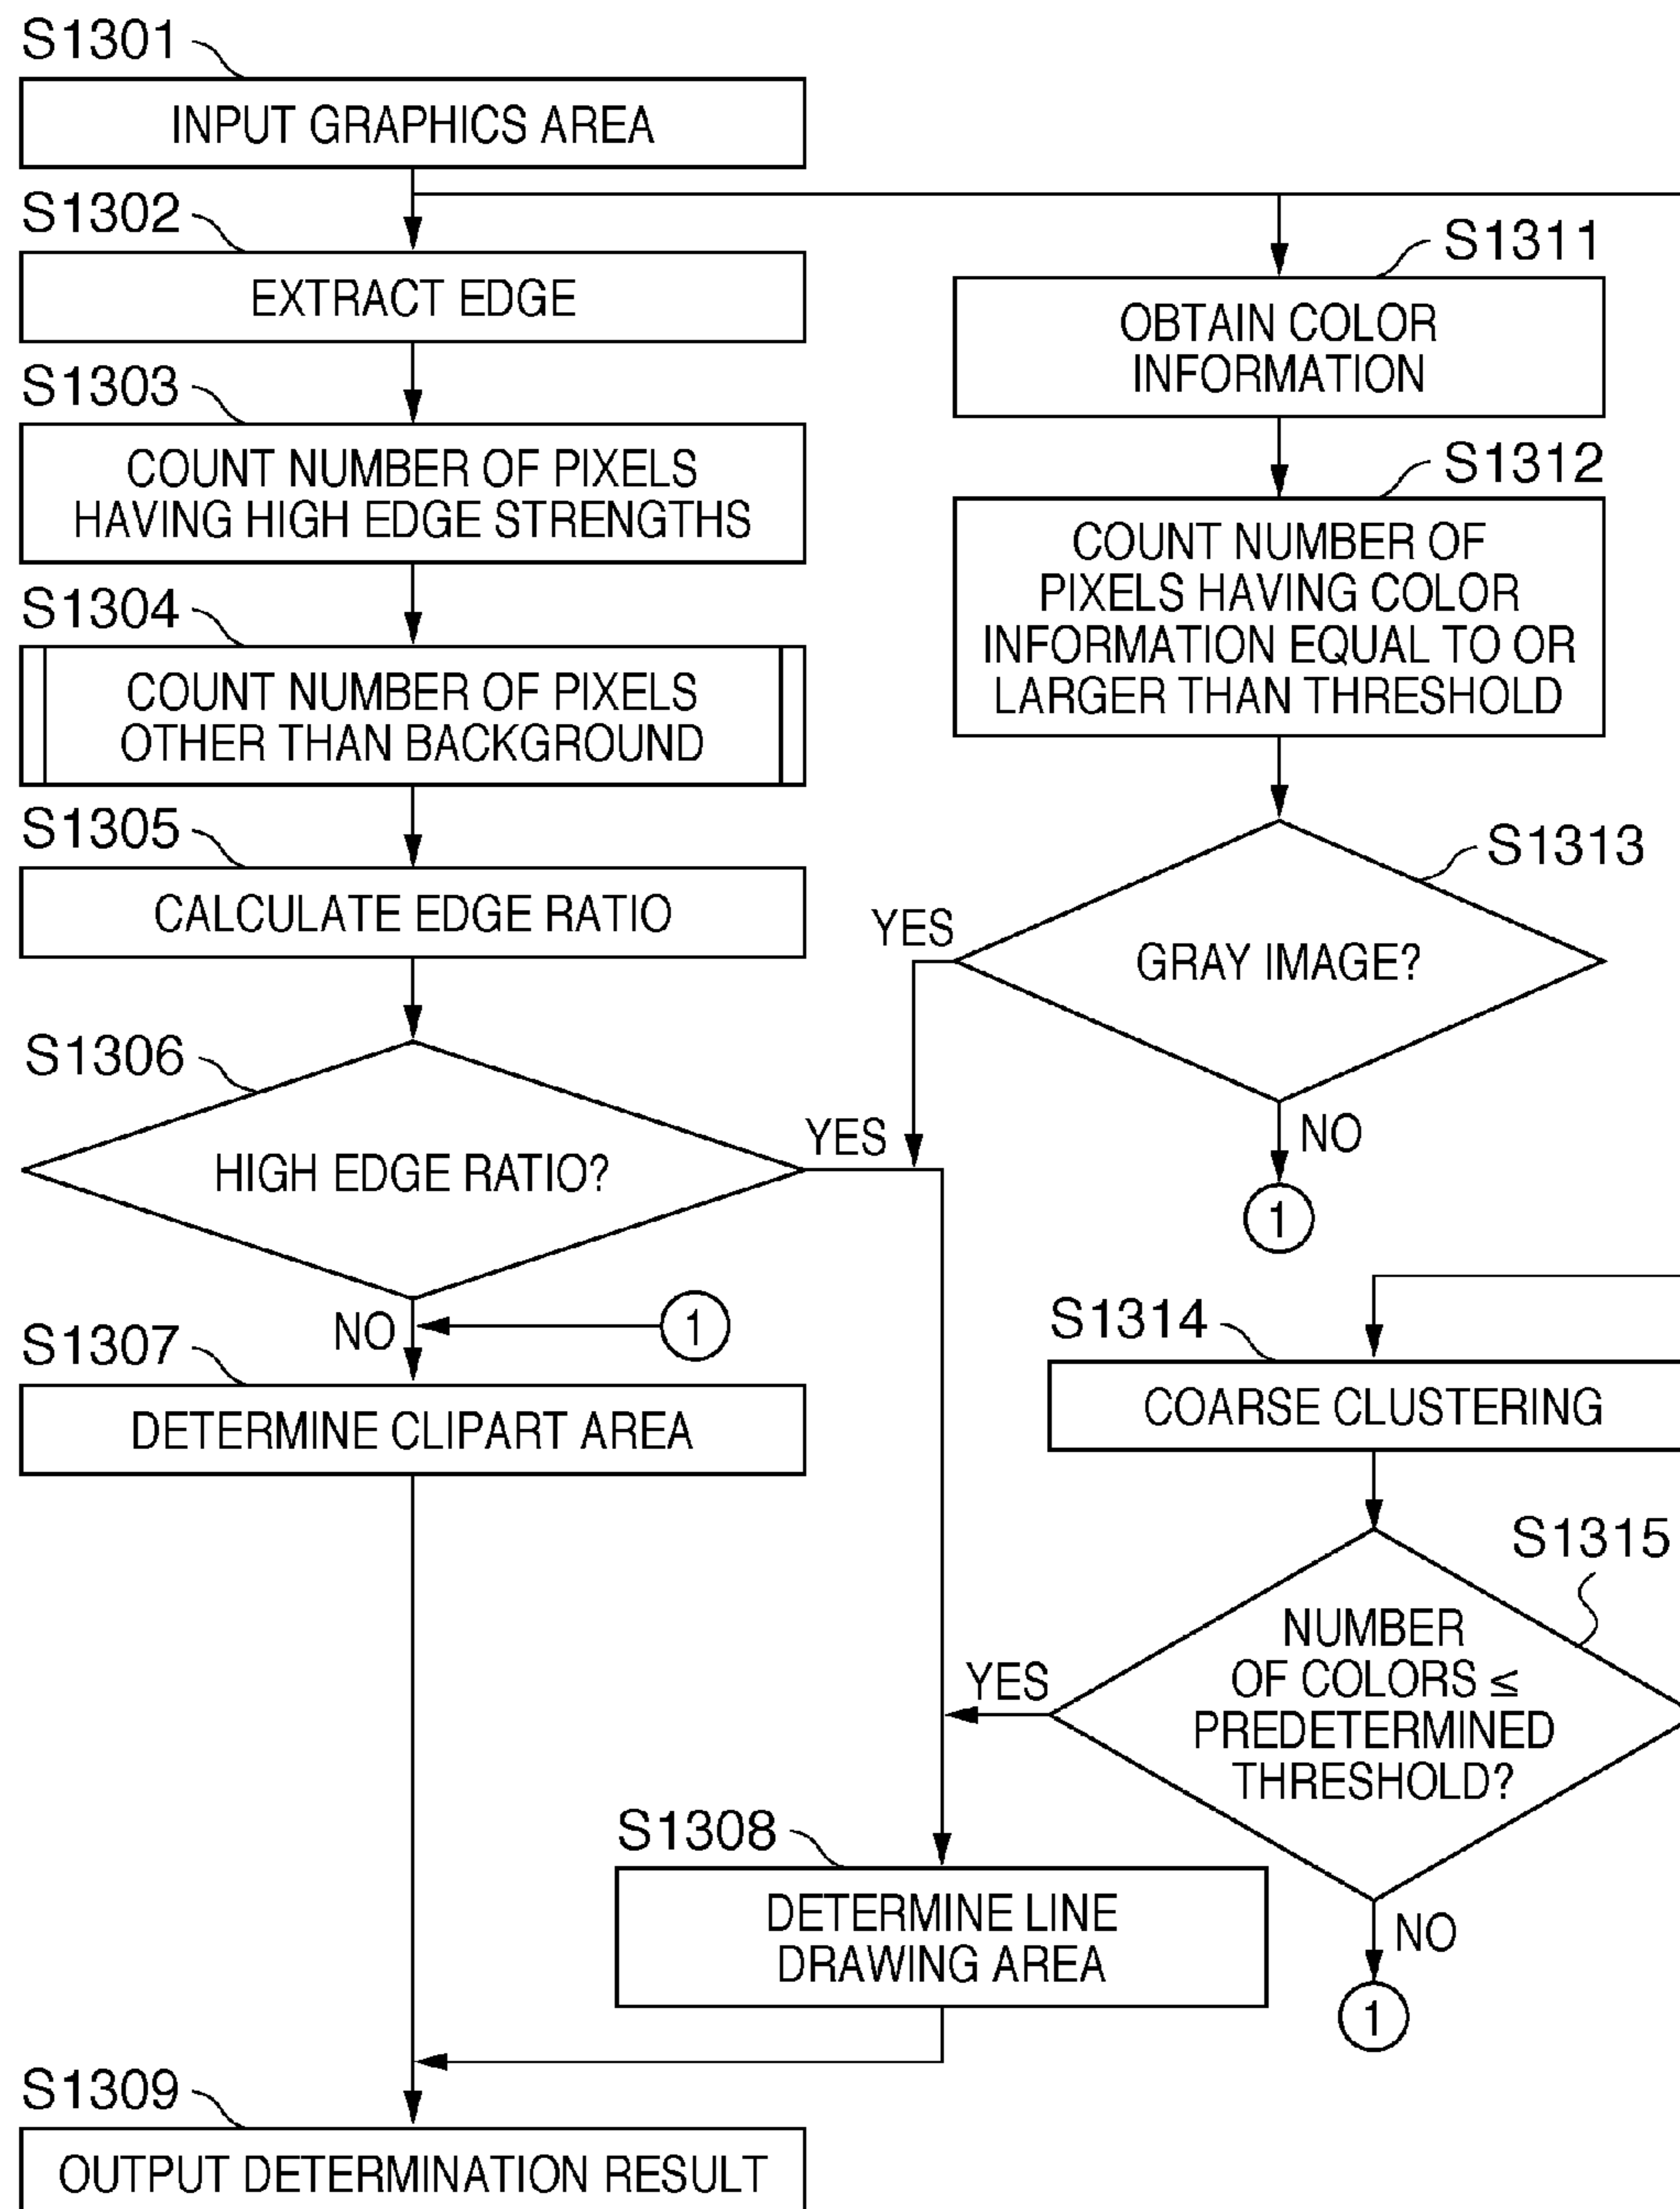 S1301
INPUT GRAPHICS AREA
S1302
EXTRACT EDGE
S1303
COUNT NUMBER OF PIXELS
HAVING HIGH EDGE STRENGTHS
S1304
COUNT NUMBER OF PIXELS
OTHER THAN BACKGROUND
S1305
CALCULATE EDGE RATIO
S1306
HIGH EDGE RATIO?
YES
NO
1
S1307
DETERMINE CLIPART AREA
S1311
OBTAIN COLOR
INFORMATION
S1312
COUNT NUMBER OF
PIXELS HAVING COLOR
INFORMATION EQUAL TO OR
LARGER THAN THRESHOLD
S1313
GRAY IMAGE?
YES
NO
1
S1314
COARSE CLUSTERING
S1315
NUMBER
OF COLORS ≤
PREDETERMINED
THRESHOLD?
YES
NO
1
S1308
DETERMINE LINE
DRAWING AREA
S1309
OUTPUT DETERMINATION RESULT